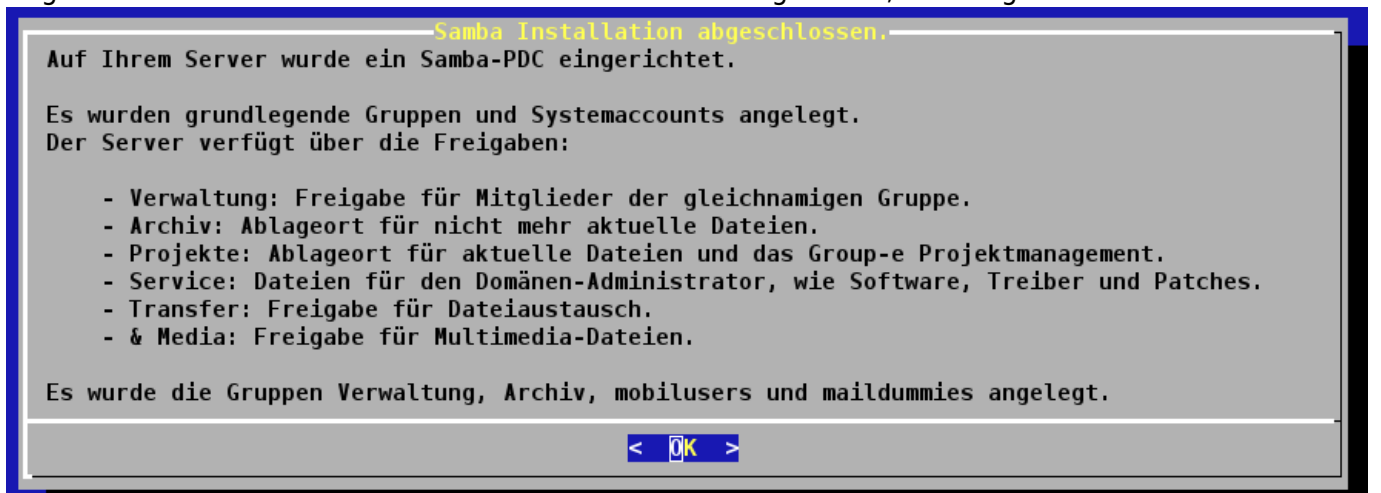 Samba Installation abgeschlossen.
Auf Ihrem Server wurde ein Samba-PDC eingerichtet.
Es wurden grundlegende Gruppen und Systemaccounts angelegt.
Der Server verfügt über die Freigaben:
- Verwaltung: Freigabe für Mitglieder der gleichnamigen Gruppe.
- Archiv: Ablageort für nicht mehr aktuelle Dateien.
- Projekte: Ablageort für aktuelle Dateien und das Group-e Projektmanagement.
- Service: Dateien für den Domänen-Administrator, wie Software, Treiber und Patches.
- Transfer: Freigabe für Dateiaustausch.
- & Media: Freigabe für Multimedia-Dateien.
Es wurde die Gruppen Verwaltung, Archiv, mobilusers und maildummies angelegt.
< OK >